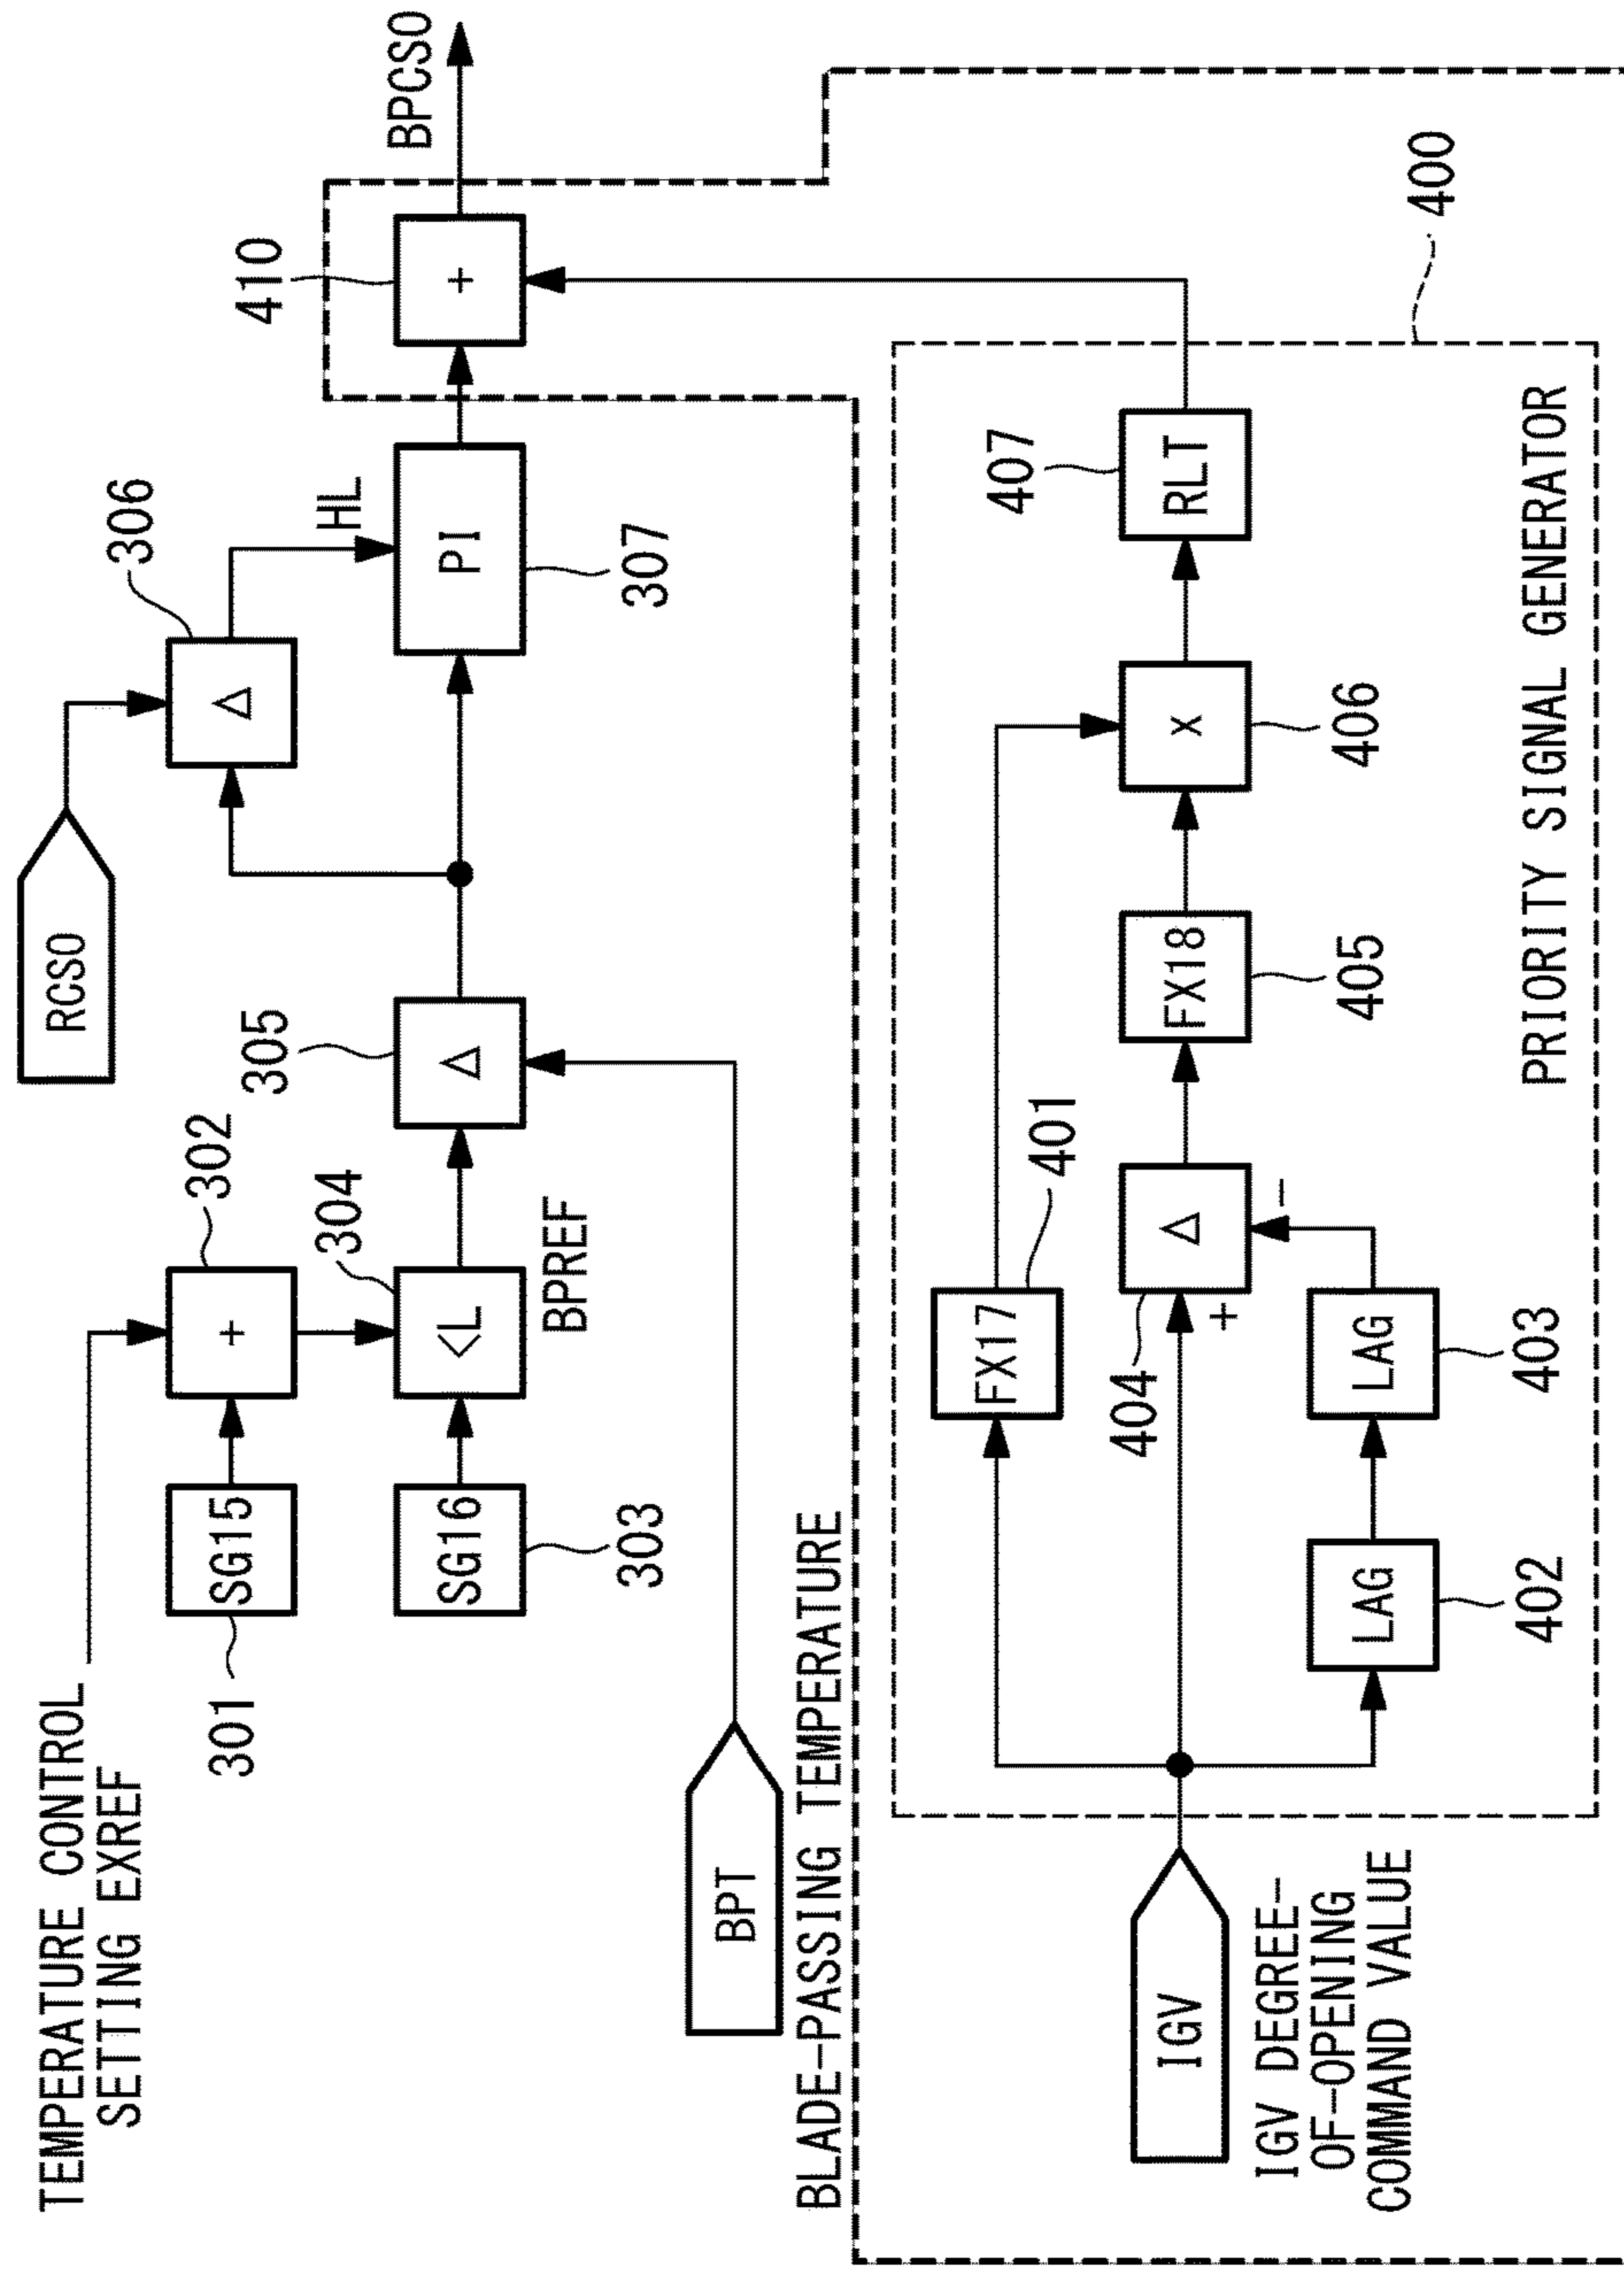 TEMPERATURE CONTROL
SETTING EXREF
RCSO
306
HL
301
SG15
302
+
Δ
304
305
410
BPCSO
SG16
<L
Δ
PI
+
303
BPREF
307
BPT
BLADE-PASSING TEMPERATURE
FX17
401
407
IGV
404
+
Δ
-
FX18
X
RLT
IGV DEGREE-
OF-OPENING
COMMAND VALUE
LAG
LAG
405
406
402
403
400
PRIORITY SIGNAL GENERATOR